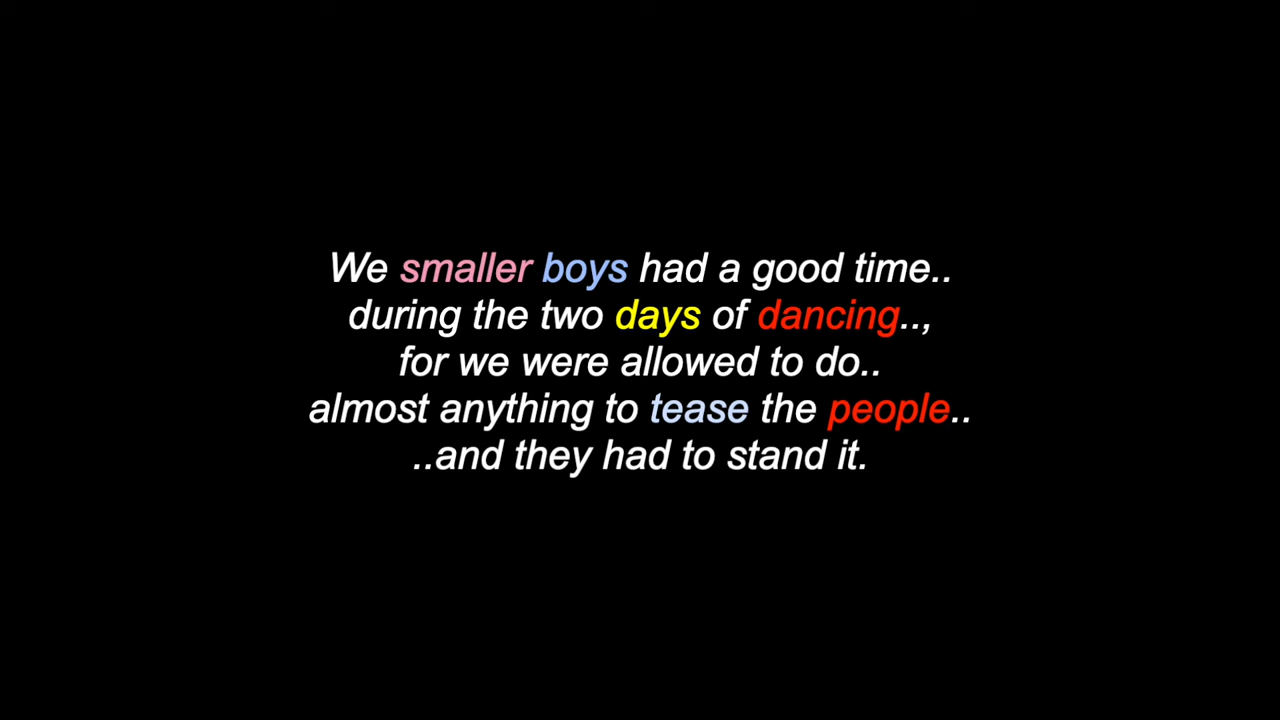 We smaller boys had a good time..
during the two days of dancing..,
for we were allowed to do..
almost anything to tease the people..
..and they had to stand it.